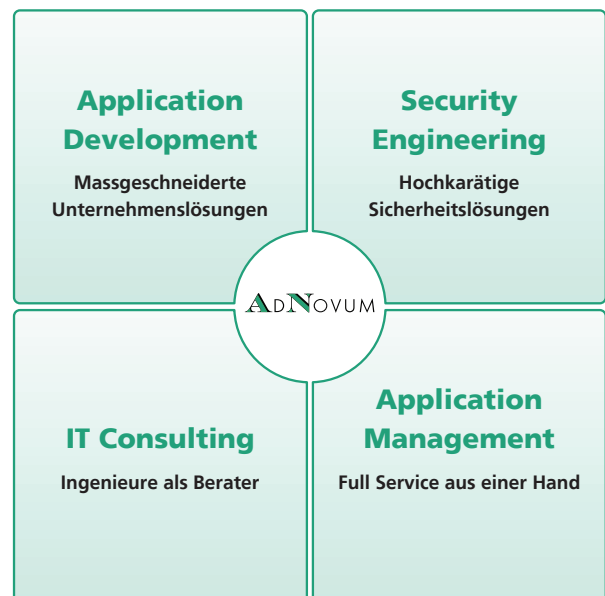 Application
Development
Massgeschneiderte
Unternehmenslösungen
Security
Engineering
Hochkarätige
Sicherheitslösungen
ADNOVUM
IT Consulting
Ingenieure als Berater
Application
Management
Full Service aus einer Hand